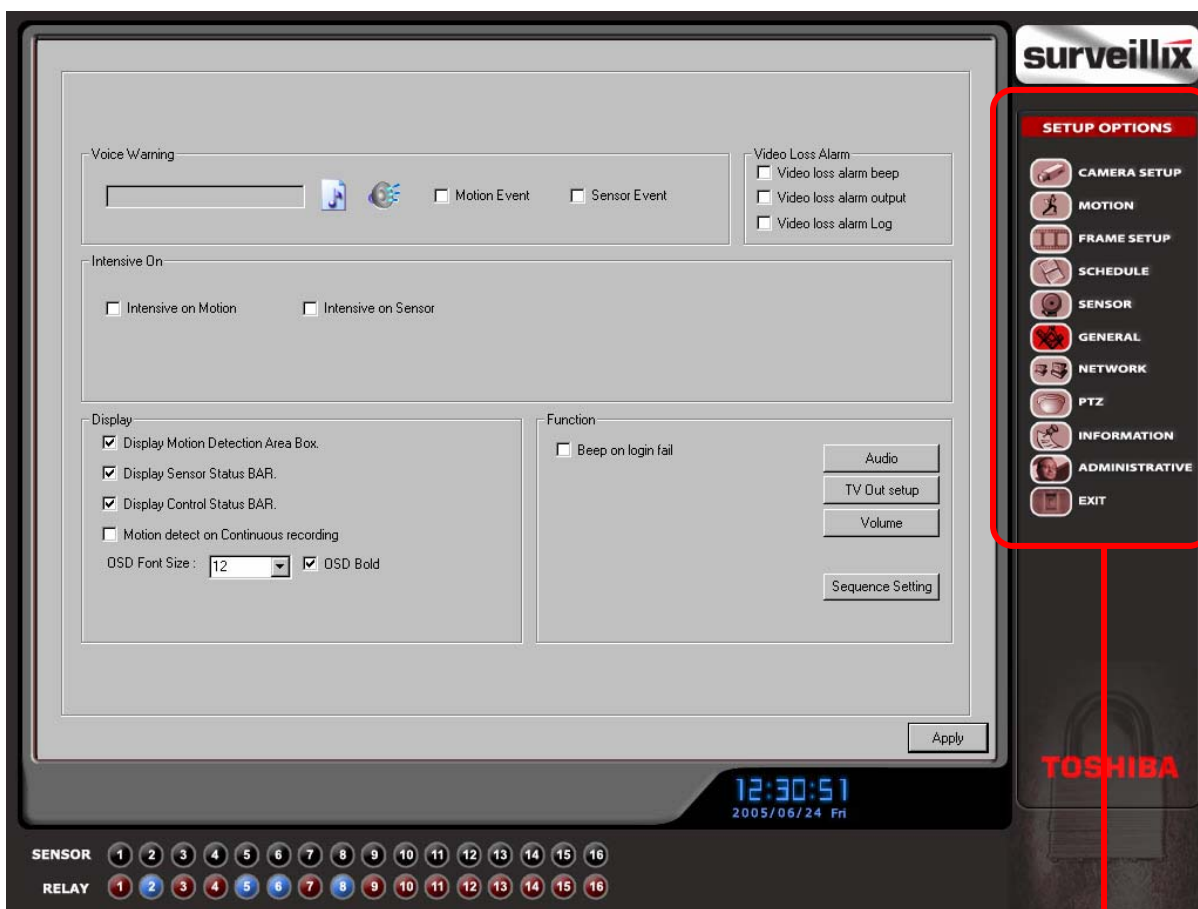 surveillix
SETUP OPTIONS
CAMERA SETUP
MOTION
FRAME SETUP
SCHEDULE
SENSOR
GENERAL
NETWORK
PTZ
INFORMATION
ADMINISTRATIVE
EXIT
Voice Warning
Motion Event
Sensor Event
Video Loss Alarm
Video loss alarm beep
Video loss alarm output
Video loss alarm Log
Intensive On
Intensive on Motion
Intensive on Sensor
Display
Display Motion Detection Area Box.
Display Sensor Status BAR.
Display Control Status BAR.
Motion detect on Continuous recording
OSD Font Size : 12 OSD Bold
Function
Beep on login fail
Audio
TV Out setup
Volume
Sequence Setting
Apply
TOSHIBA
12:30:51
2005/06/24 Fri
SENSOR 1 2 3 4 5 6 7 8 9 10 11 12 13 14 15 16
RELAY 1 2 3 4 5 6 7 8 9 10 11 12 13 14 15 16